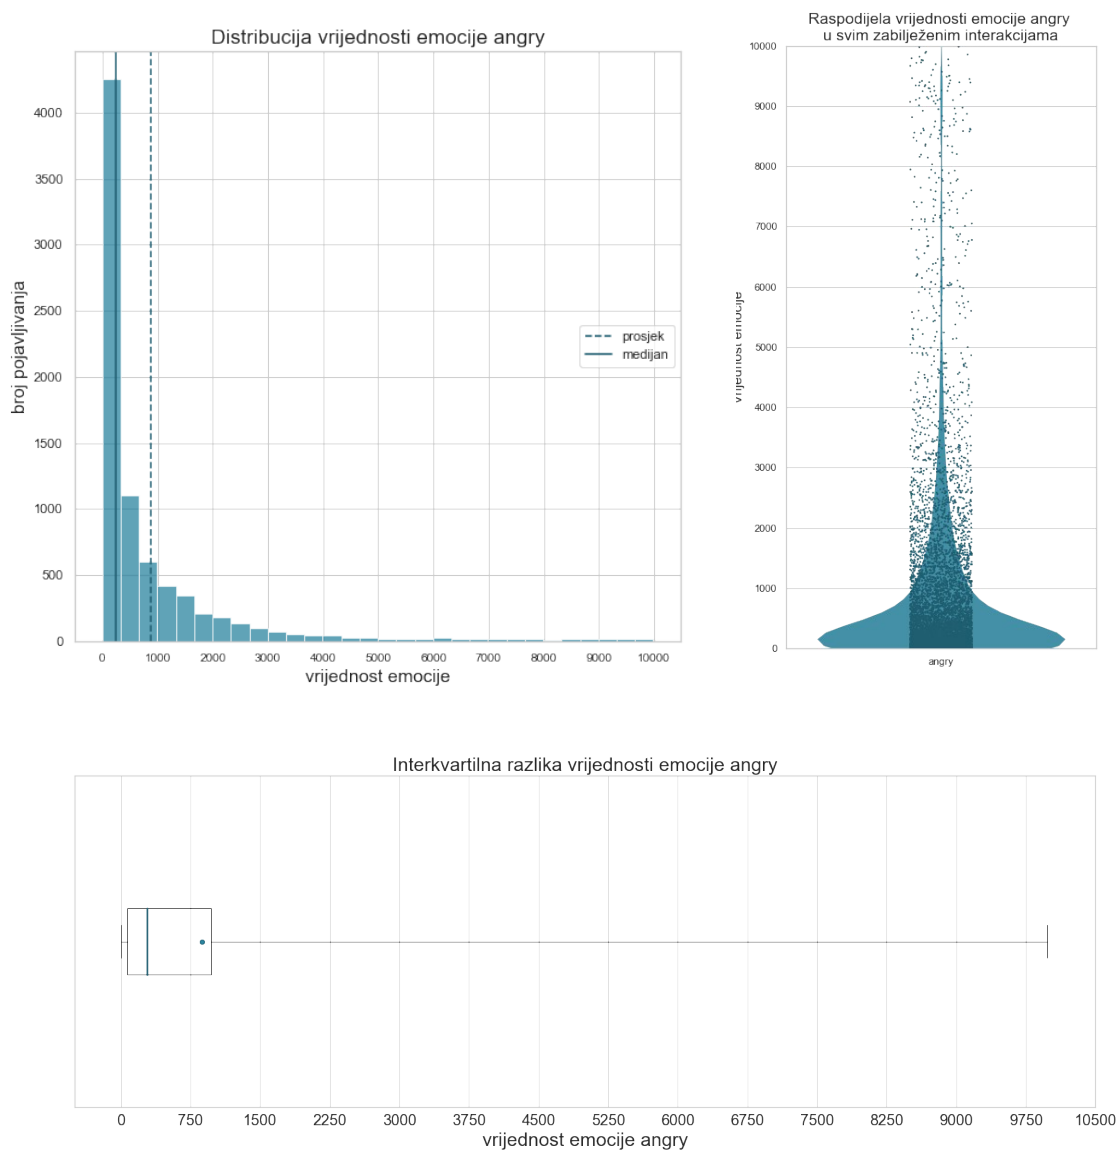 Distribucija vrijednosti emocije angry
4000
3500
3000
2500
2000
1500
1000
500
0
broj pojavljivanja
prosjek
medijan
0 1000 2000 3000 4000 5000 6000 7000 8000 9000 10000
vrijednost emocije
Raspodijela vrijednosti emocije angry
u svim zabilježenim interakcijama
10000
9000
8000
7000
6000
5000
4000
3000
2000
1000
0
vrijednost emocije
angry
Interkvartilna razlika vrijednosti emocije angry
0 750 1500 2250 3000 3750 4500 5250 6000 6750 7500 8250 9000 9750 10500
vrijednost emocije angry